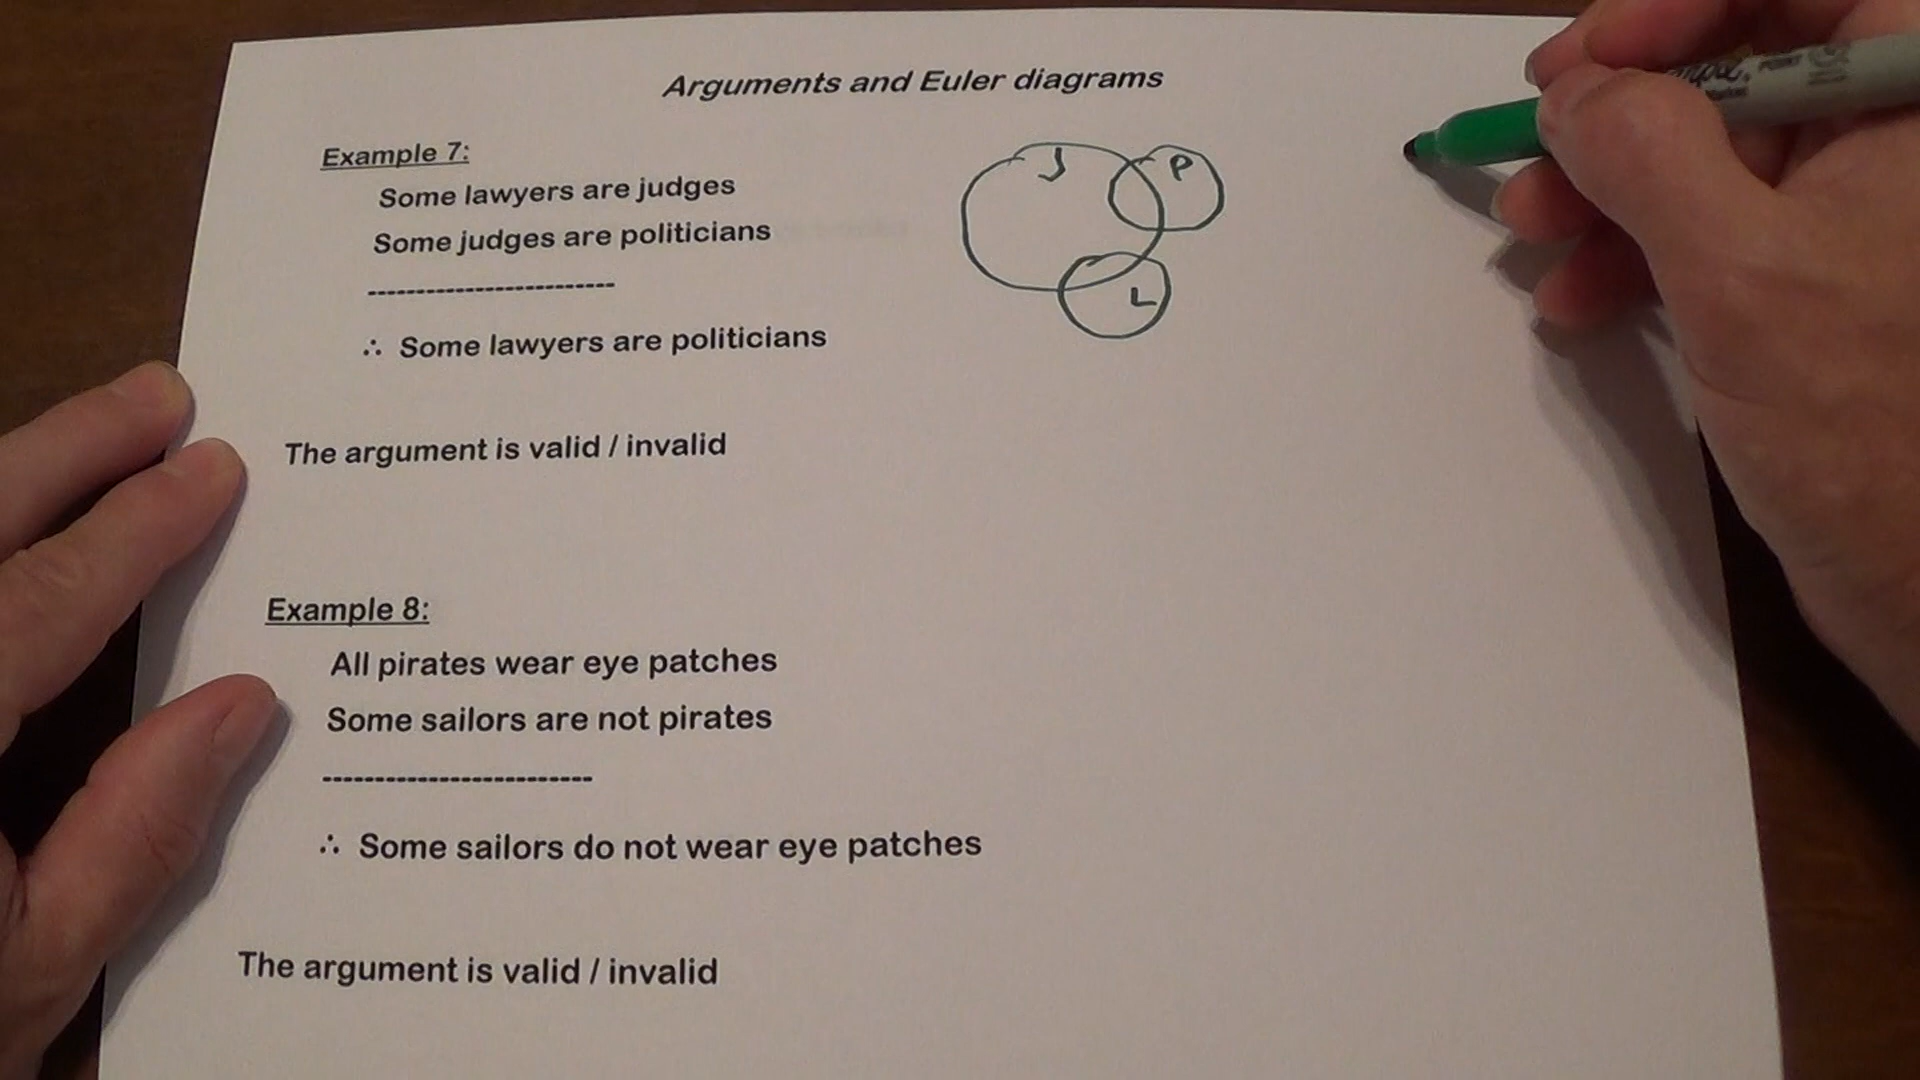 Arguments and Euler diagrams
Example 7:
Some lawyers are judges
Some judges are politicians
-------------------------
∴ Some lawyers are politicians
J
P
L
The argument is valid / invalid
Example 8:
All pirates wear eye patches
Some sailors are not pirates
--------------------------
∴ Some sailors do not wear eye patches
The argument is valid / invalid
POINT